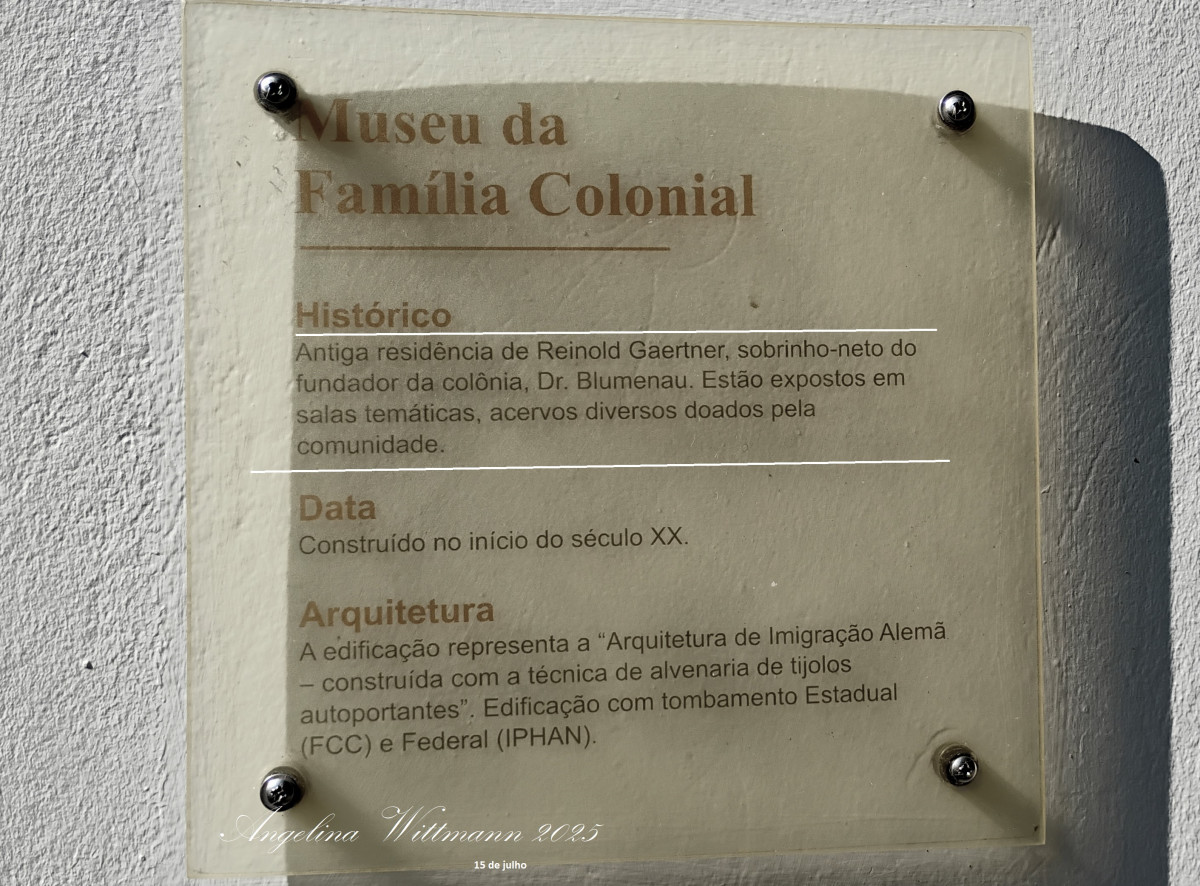 Museu da
Família Colonial
Histórico
Antiga residência de Reinold Gaertner, sobrinho-neto do
fundador da colônia, Dr. Blumenau. Estão expostos em
salas temáticas, acervos diversos doados pela
comunidade.
Data
Construído no início do século XX.
Arquitetura
A edificação representa a “Arquitetura de Imigração Alemã
– construída com a técnica de alvenaria de tijolos
autoportantes”. Edificação com tombamento Estadual
(FCC) e Federal (IPHAN).
Angelina Wittmann 2025
15 de julho